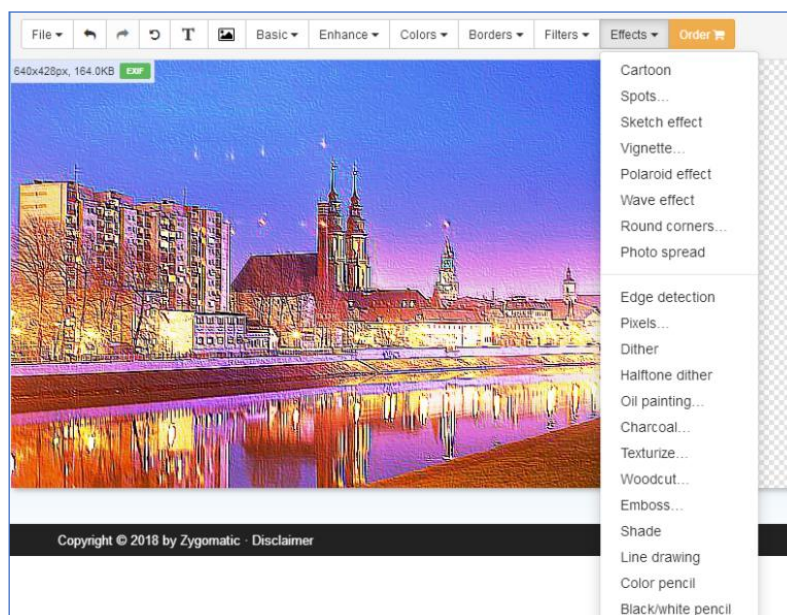 File T Basic Enhance Colors Borders Filters Effects Order
640x428px, 164.0KB EXIF
Cartoon
Spots...
Sketch effect
Vignette...
Polaroid effect
Wave effect
Round corners...
Photo spread
Edge detection
Pixels...
Dither
Halftone dither
Oil painting...
Charcoal...
Texturize...
Woodcut...
Emboss...
Shade
Line drawing
Color pencil
Black/white pencil
Copyright © 2018 by Zygomatic · Disclaimer